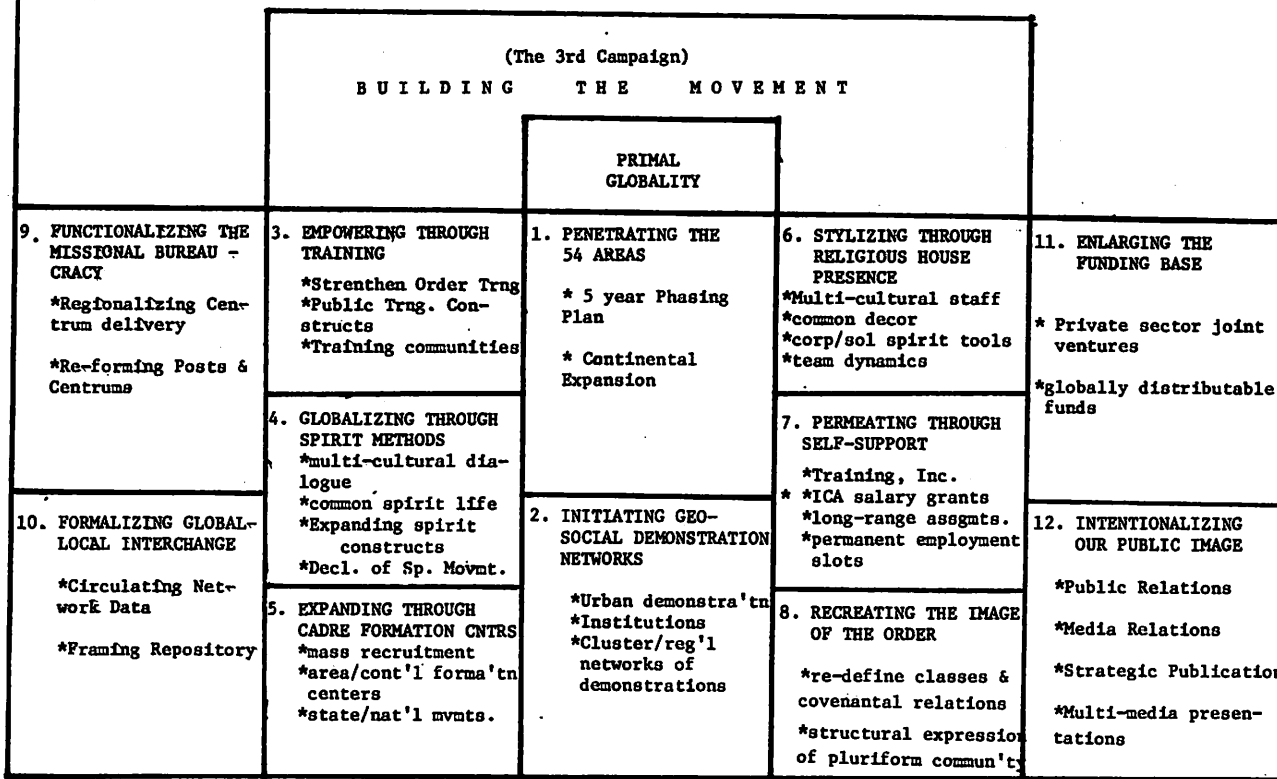 (The 3rd Campaign)
BUILDING THE MOVEMENT
PRIMAL
GLOBALITY
9. FUNCTIONALIZING THE
MISSIONAL BUREAU -
CRACY
*Regionalizing Cen-
trum delivery
*Re-forming Posts &
Centrums
10. FORMALIZING GLOBAL-
LOCAL INTERCHANGE
*Circulating Net-
work Data
*Framing Repository
3. EMPOWERING THROUGH
TRAINING
*Strenthen Order Trng
*Public Trng. Con-
structs
*Training communities
4. GLOBALIZING THROUGH
SPIRIT METHODS
*multi-cultural dia-
logue
*common spirit life
*Expanding spirit
constructs
*Decl. of Sp. Movmt.
5. EXPANDING THROUGH
CADRE FORMATION CNTRS
*mass recruitment
*area/cont'l forma'tn
centers
*state/nat'l mvmts.
1. PENETRATING THE
54 AREAS
* 5 year Phasing
Plan
* Continental
Expansion
2. INITIATING GEO-
SOCIAL DEMONSTRATION
NETWORKS
*Urban demonstra'tn
*Institutions
*Cluster/reg'l
networks of
demonstrations
6. STYLIZING THROUGH
RELIGIOUS HOUSE
PRESENCE
*Multi-cultural staff
*common decor
*corp/sol spirit tools
*team dynamics
7. PERMEATING THROUGH
SELF-SUPPORT
*Training, Inc.
* *ICA salary grants
*long-range assgmts.
*permanent employment
slots
8. RECREATING THE IMAGE
OF THE ORDER
*re-define classes &
covenantal relations
*structural expression
of pluriform commun'ty
11. ENLARGING THE
FUNDING BASE
* Private sector joint
ventures
*globally distributable
funds
12. INTENTIONALIZING
OUR PUBLIC IMAGE
*Public Relations
*Media Relations
*Strategic Publication
*Multi-media presen-
tations